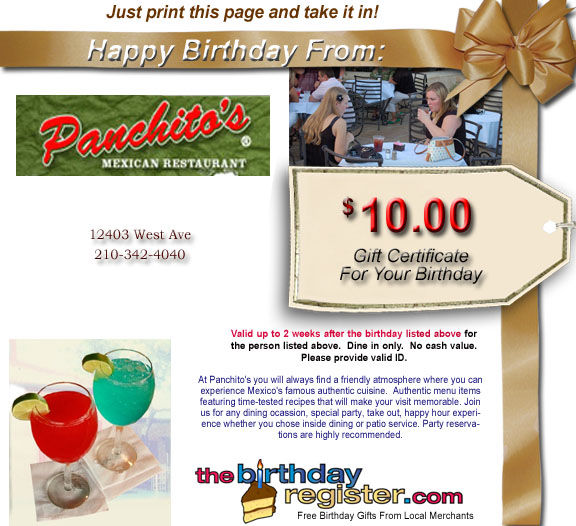 Just print this page and take it in!
Happy Birthday From:
Panchito's ®
MEXICAN RESTAURANT
12403 West Ave
210-342-4040
$10.00
Gift Certificate
For Your Birthday
Valid up to 2 weeks after the birthday listed above for
the person listed above. Dine in only. No cash value.
Please provide valid ID.
At Panchito's you will always find a friendly atmosphere where you can
experience Mexico's famous authentic cuisine. Authentic menu items
featuring time-tested recipes that will make your visit memorable. Join
us for any dining ocassion, special party, take out, happy hour experi-
ence whether you chose inside dining or patio service. Party reserva-
tions are highly recommended.
thebirthday
register.com
Free Birthday Gifts From Local Merchants